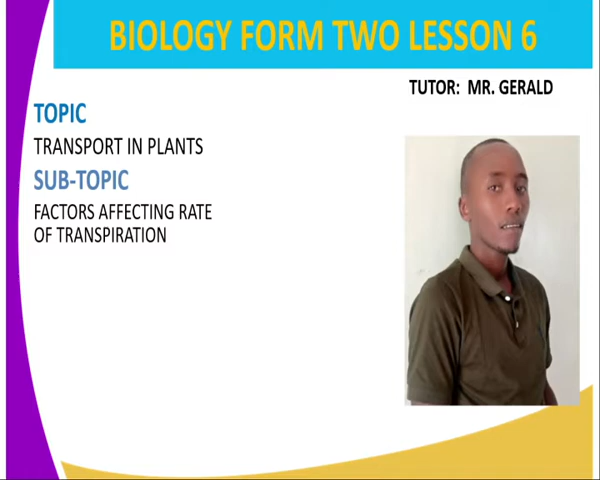 BIOLOGY FORM TWO LESSON 6
TUTOR: MR. GERALD
TOPIC
TRANSPORT IN PLANTS
SUB-TOPIC
FACTORS AFFECTING RATE
OF TRANSPIRATION